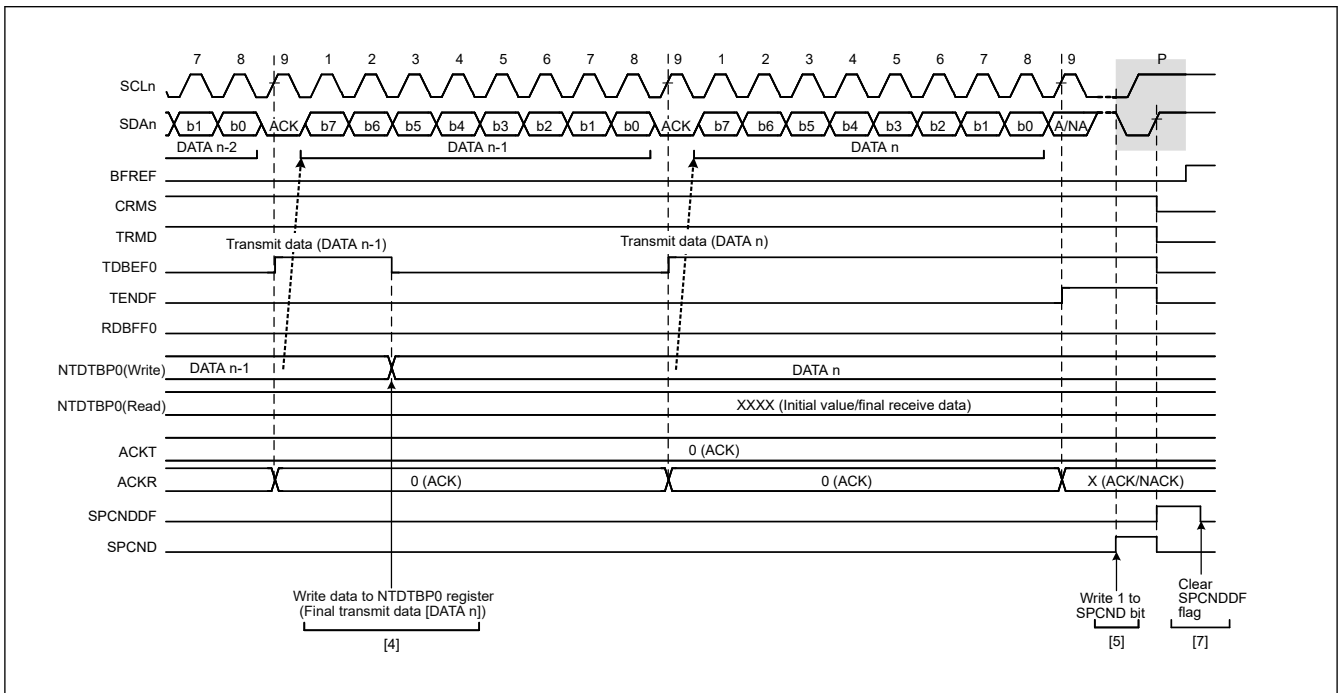 7 8 9 1 2 3 4 5 6 7 8 9 1 2 3 4 5 6 7 8 9 P
SCLn
SDAn b1 b0 ACK b7 b6 b5 b4 b3 b2 b1 b0 ACK b7 b6 b5 b4 b3 b2 b1 b0 A/NA
DATA n-2 DATA n-1 DATA n
BFREF
CRMS
TRMD
Transmit data (DATA n-1) Transmit data (DATA n)
TDBEF0
TENDF
RDBFF0
NTDTBP0(Write) DATA n-1 DATA n
NTDTBP0(Read) XXXX (Initial value/final receive data)
ACKT 0 (ACK)
ACKR 0 (ACK) 0 (ACK) X (ACK/NACK)
SPCNDDF
SPCND
Write data to NTDTBP0 register
(Final transmit data [DATA n])
[4]
Write 1 to
SPCND bit
[5]
Clear
SPCNDDF
flag
[7]